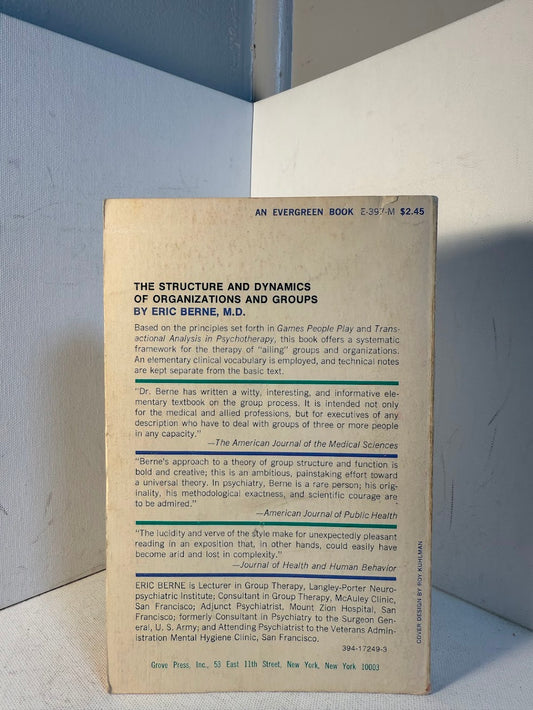 AN EVERGREEN BOOK E-397-M $2.45
THE STRUCTURE AND DYNAMICS
OF ORGANIZATIONS AND GROUPS
BY ERIC BERNE, M.D.
Based on the principles set forth in Games People Play and Trans-
actional Analysis in Psychotherapy, this book offers a systematic
framework for the therapy of "ailing" groups and organizations.
An elementary clinical vocabulary is employed, and technical notes
are kept separate from the basic text.
"Dr. Berne has written a witty, interesting, and informative ele-
mentary textbook on the group process. It is intended not only
for the medical and allied professions, but for executives of any
description who have to deal with groups of three or more people
in any capacity."
—The American Journal of the Medical Sciences
"Berne's approach to a theory of group structure and function is
bold and creative; this is an ambitious, painstaking effort toward
a universal theory. In psychiatry, Berne is a rare person; his orig-
inality, his methodological exactness, and scientific courage are
to be admired."
—American Journal of Public Health
"The lucidity and verve of the style make for unexpectedly pleasant
reading in an exposition that, in other hands, could easily have
become arid and lost in complexity."
—Journal of Health and Human Behavior
ERIC BERNE is Lecturer in Group Therapy, Langley-Porter Neuro-
psychiatric Institute; Consultant in Group Therapy, McAuley Clinic,
San Francisco; Adjunct Psychiatrist, Mount Zion Hospital, San
Francisco; formerly Consultant in Psychiatry to the Surgeon Gen-
eral, U. S. Army; and Attending Psychiatrist to the Veterans Admin-
istration Mental Hygiene Clinic, San Francisco.
394-17249-3
Grove Press, Inc., 53 East 11th Street, New York, New York 10003
COVER DESIGN BY ROY KUHLMAN